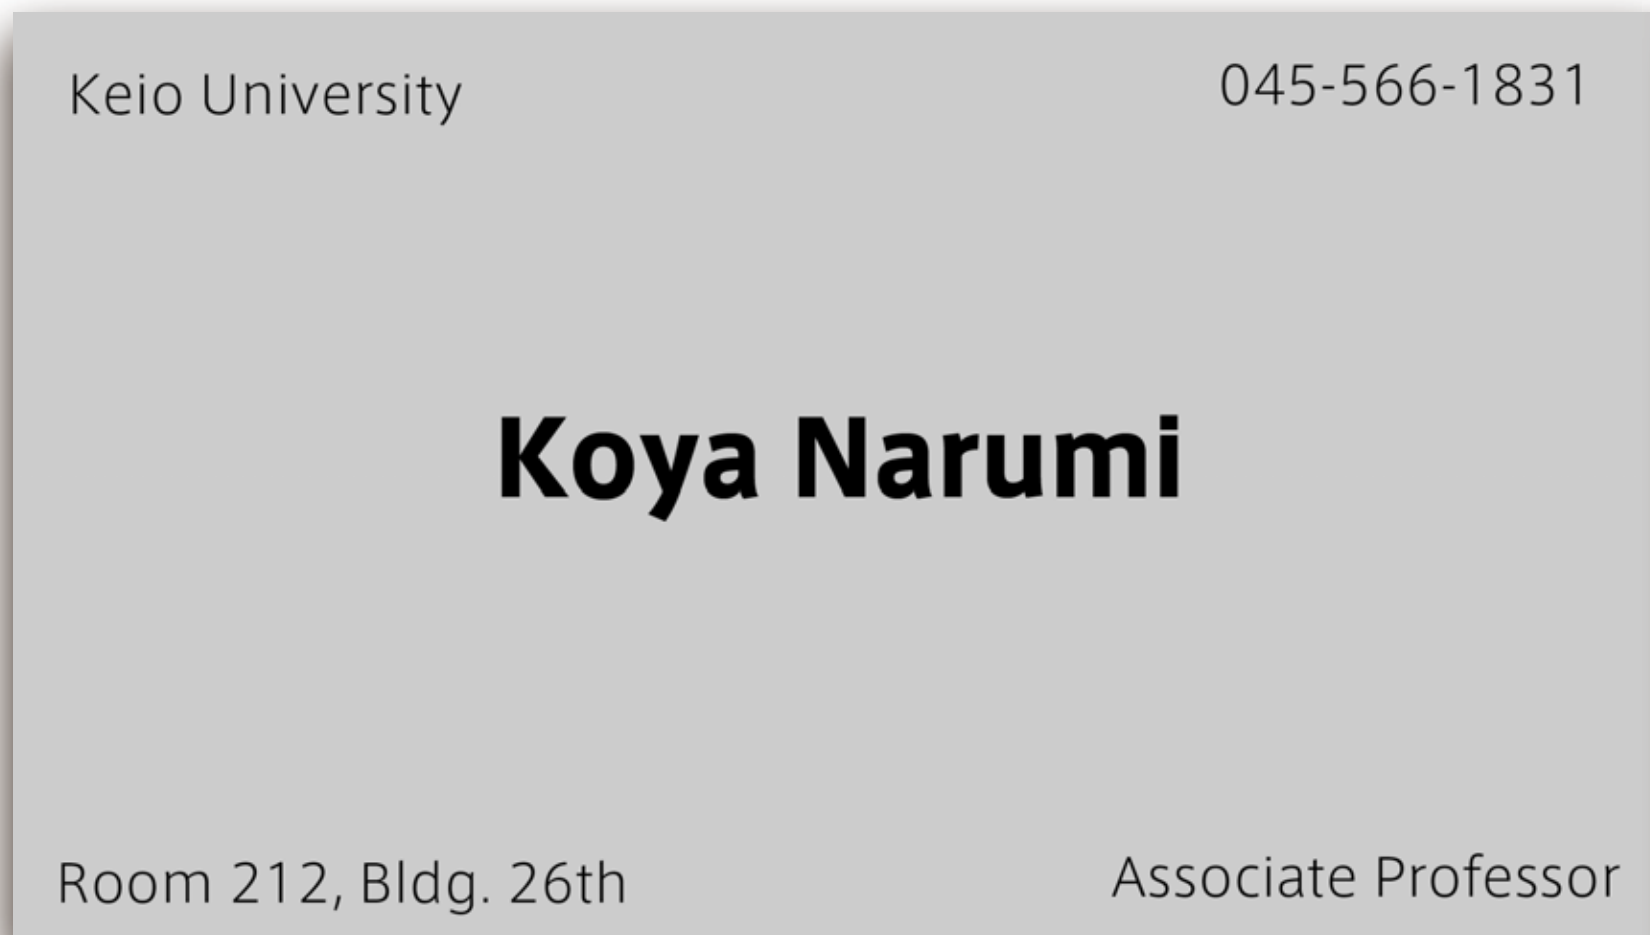 Keio University
045-566-1831
Koya Narumi
Room 212, Bldg. 26th
Associate Professor